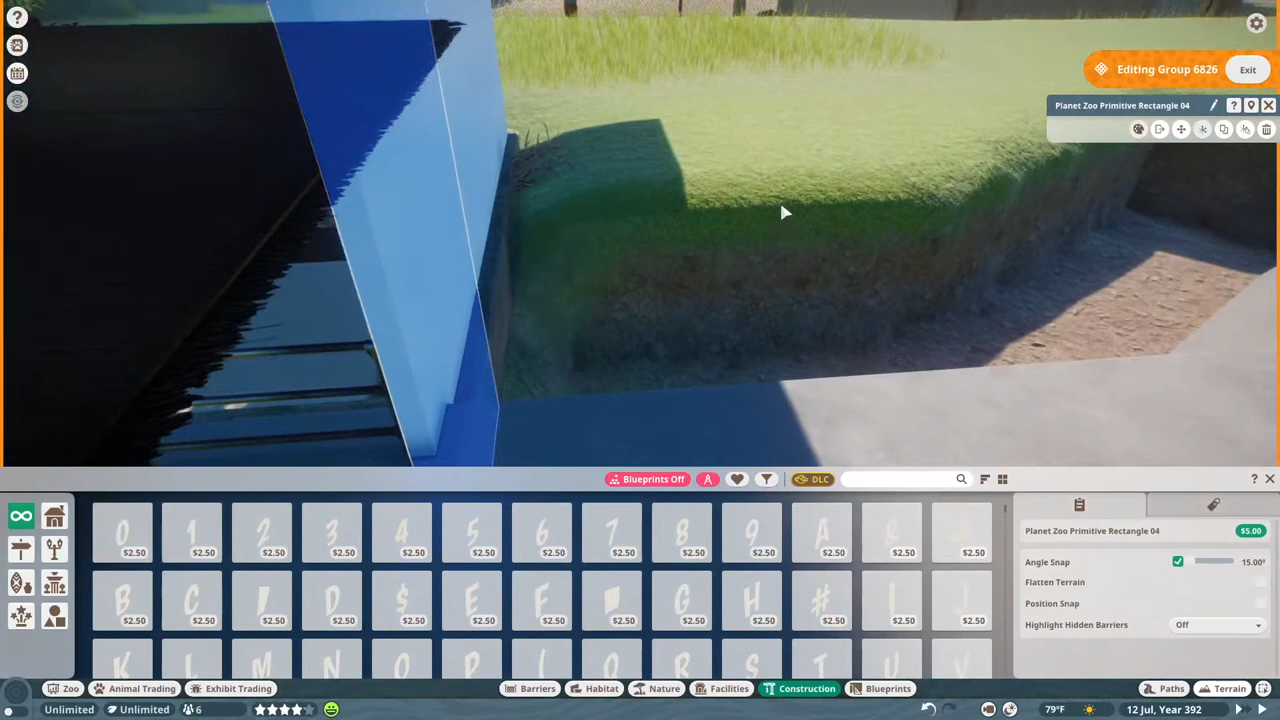 Editing Group 6826
Exit
Planet Zoo Primitive Rectangle 04
Blueprints Off
DLC
0 $2.50
1 $2.50
2 $2.50
3 $2.50
4 $2.50
5 $2.50
6 $2.50
7 $2.50
8 $2.50
9 $2.50
$2.50
$2.50
$2.50
B $2.50
C $2.50
$2.50
D $2.50
$ $2.50
E $2.50
F $2.50
$2.50
G $2.50
H $2.50
# $2.50
I $2.50
J $2.50
K
L
M
N
O
P
Q
R
S
T
U
V
Planet Zoo Primitive Rectangle 04
$5.00
Angle Snap
15.00°
Flatten Terrain
Position Snap
Highlight Hidden Barriers
Off
Zoo
Animal Trading
Exhibit Trading
Barriers
Habitat
Nature
Facilities
Construction
Blueprints
Paths
Terrain
Unlimited
Unlimited
6
79°F
12 Jul, Year 392